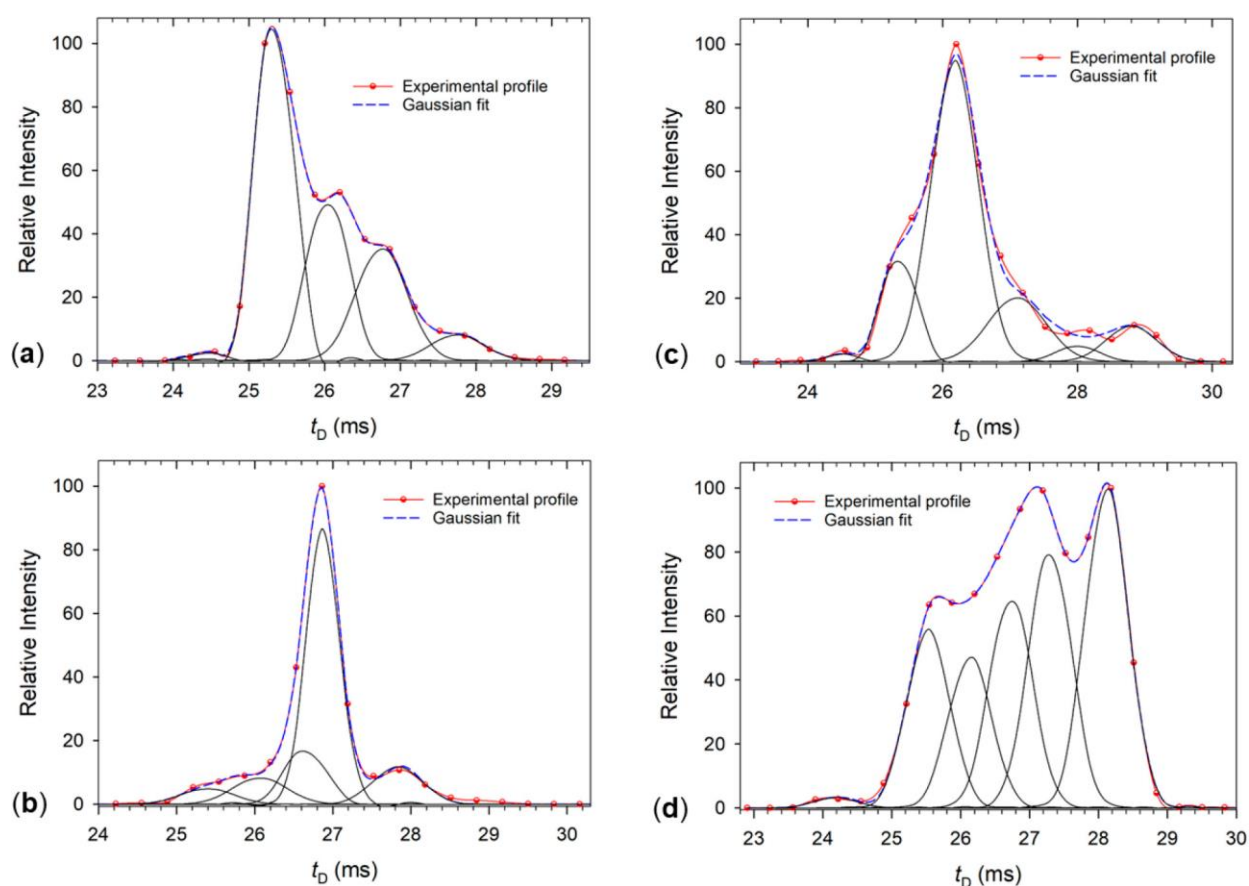 Relative Intensity
100
80
60
40
20
0
Experimental profile
Gaussian fit
(a)
23 24 25 26 27 28 29
tD (ms)
Relative Intensity
100
80
60
40
20
0
Experimental profile
Gaussian fit
(c)
24 26 28 30
tD (ms)
Relative Intensity
100
80
60
40
20
0
Experimental profile
Gaussian fit
(b)
24 25 26 27 28 29 30
tD (ms)
Relative Intensity
100
80
60
40
20
0
Experimental profile
Gaussian fit
(d)
23 24 25 26 27 28 29 30
tD (ms)